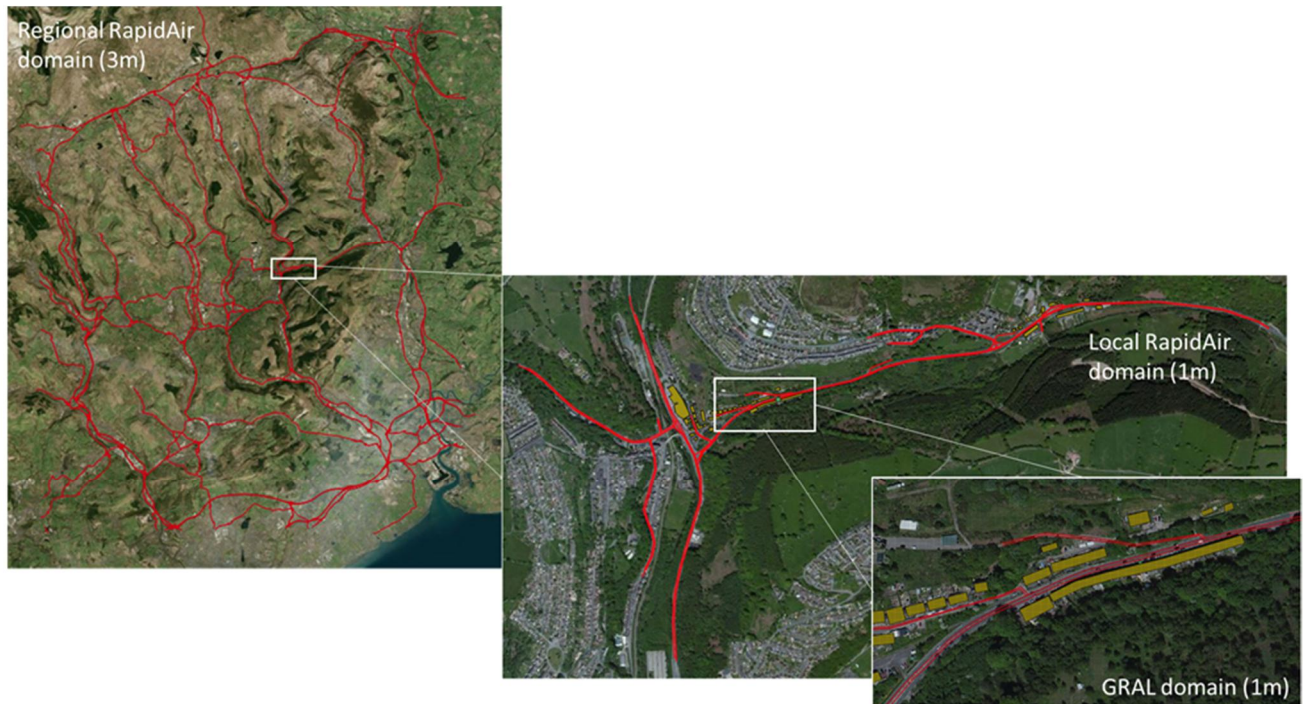 Regional RapidAir
domain (3m)
Local RapidAir
domain (1m)
GRAL domain (1m)